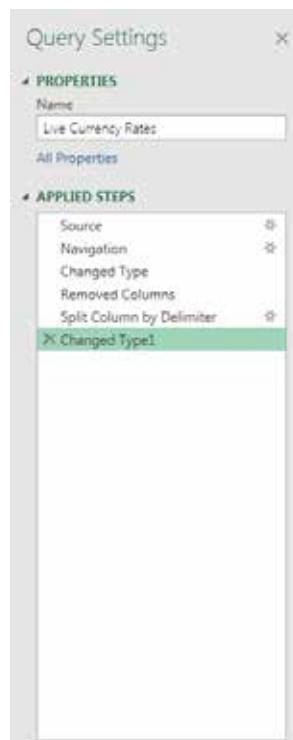 Query Settings
PROPERTIES
Name
Live Currency Rates
All Properties
APPLIED STEPS
Source
Navigation
Changed Type
Removed Columns
Split Column by Delimiter
Changed Type1